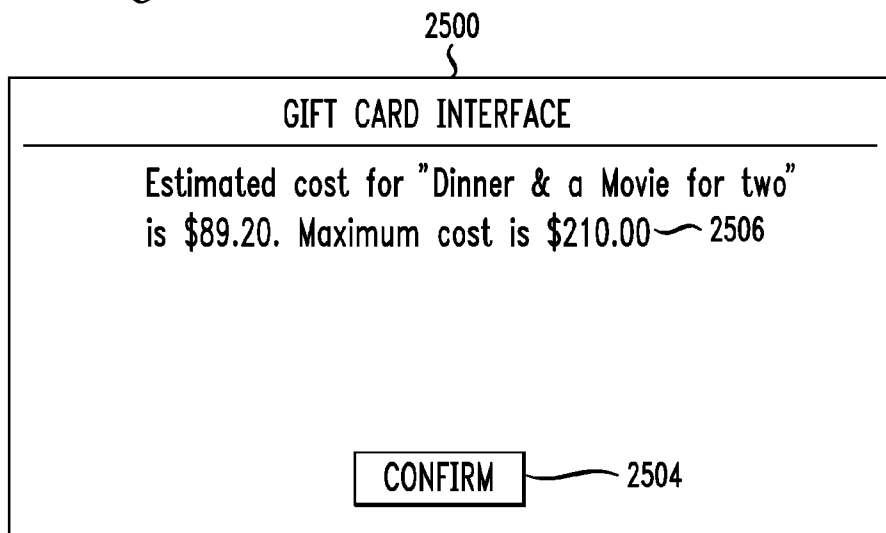 2500
GIFT CARD INTERFACE
Estimated cost for "Dinner & a Movie for two"
is $89.20. Maximum cost is $210.00 2506
CONFIRM 2504